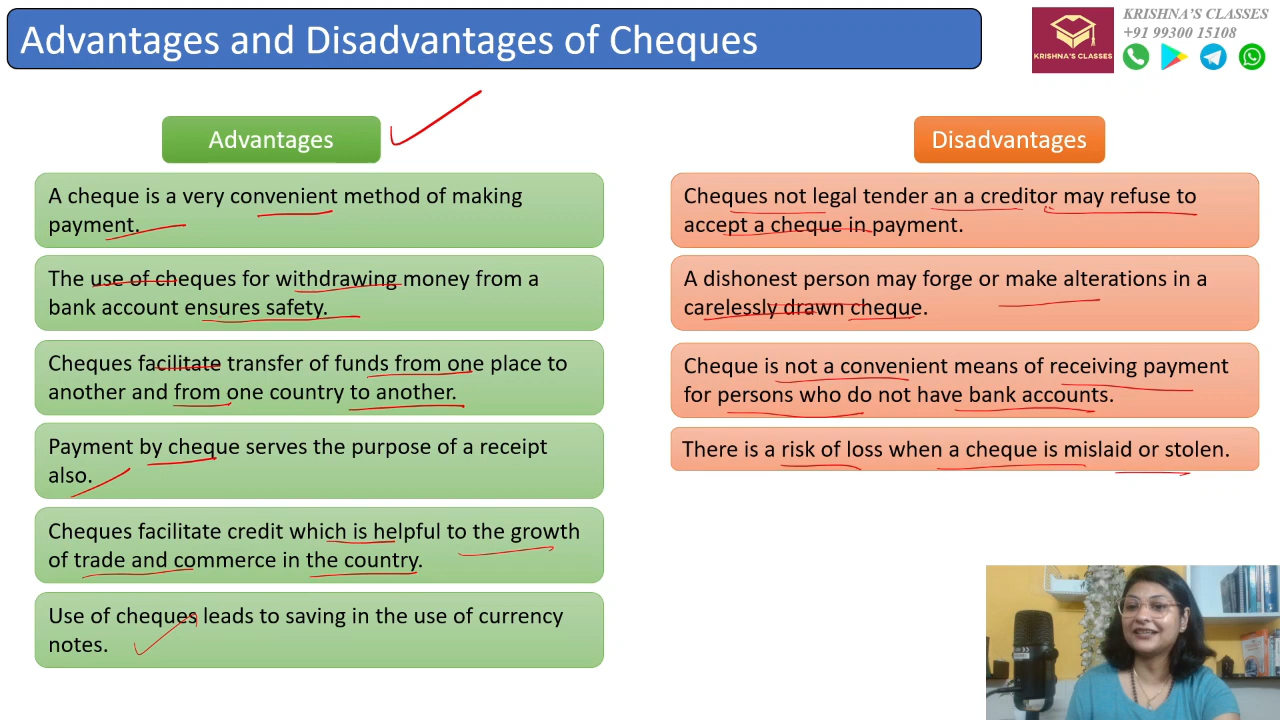 Advantages and Disadvantages of Cheques
KRISHNA'S CLASSES
+91 99300 15108
KRISHNA'S CLASSES
Advantages
A cheque is a very convenient method of making
payment.
The use of cheques for withdrawing money from a
bank account ensures safety.
Cheques facilitate transfer of funds from one place to
another and from one country to another.
Payment by cheque serves the purpose of a receipt
also.
Cheques facilitate credit which is helpful to the growth
of trade and commerce in the country.
Use of cheques leads to saving in the use of currency
notes.
Disadvantages
Cheques not legal tender an a creditor may refuse to
accept a cheque in payment.
A dishonest person may forge or make alterations in a
carelessly drawn cheque.
Cheque is not a convenient means of receiving payment
for persons who do not have bank accounts.
There is a risk of loss when a cheque is mislaid or stolen.